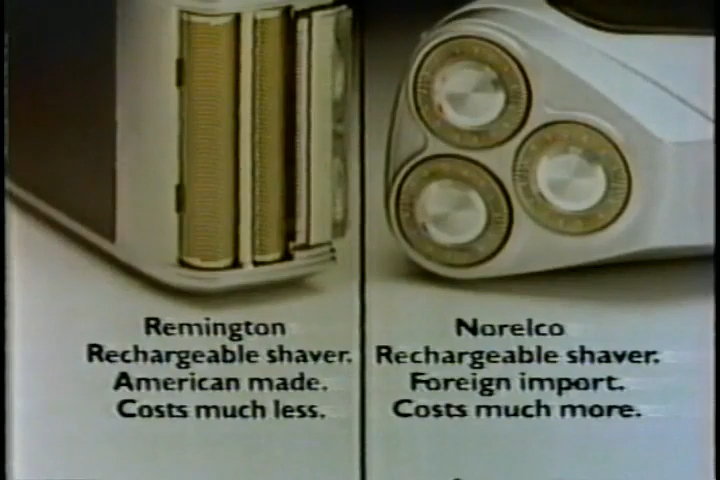 Remington
Rechargeable shaver.
American made.
Costs much less.
Norelco
Rechargeable shaver.
Foreign import.
Costs much more.